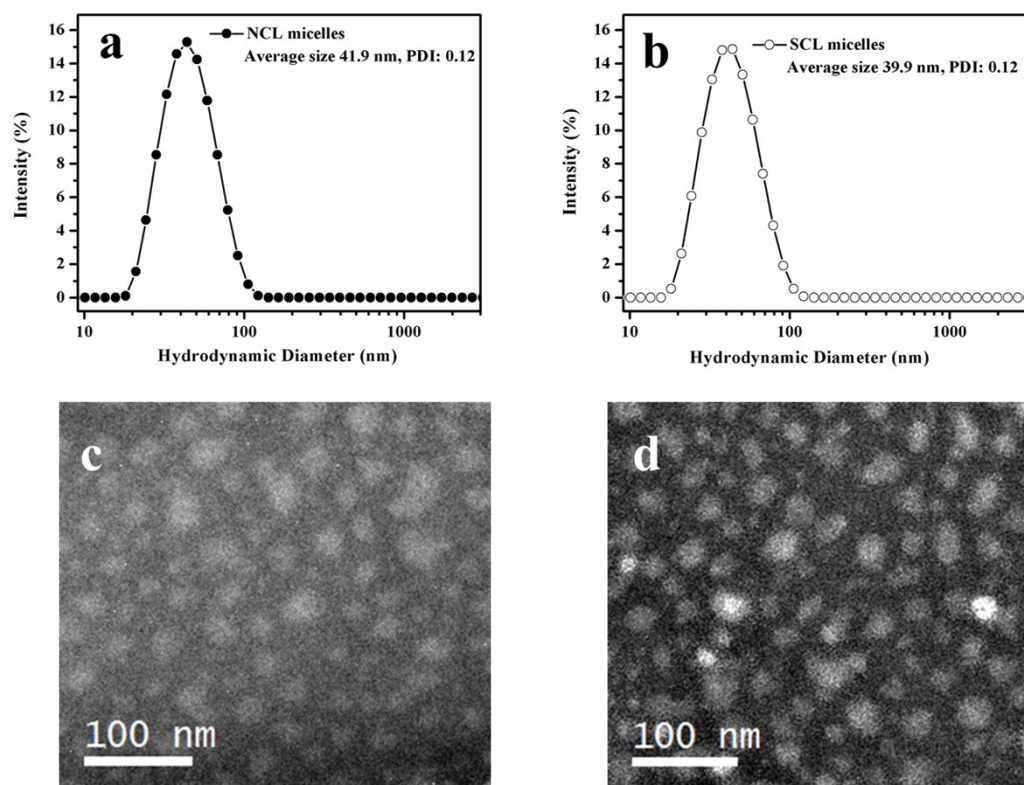 a
NCL micelles
Average size 41.9 nm, PDI: 0.12
Intensity (%)
16
14
12
10
8
6
4
2
0
10
100
1000
Hydrodynamic Diameter (nm)
b
SCL micelles
Average size 39.9 nm, PDI: 0.12
Intensity (%)
16
14
12
10
8
6
4
2
0
10
100
1000
Hydrodynamic Diameter (nm)
c
100 nm
d
100 nm